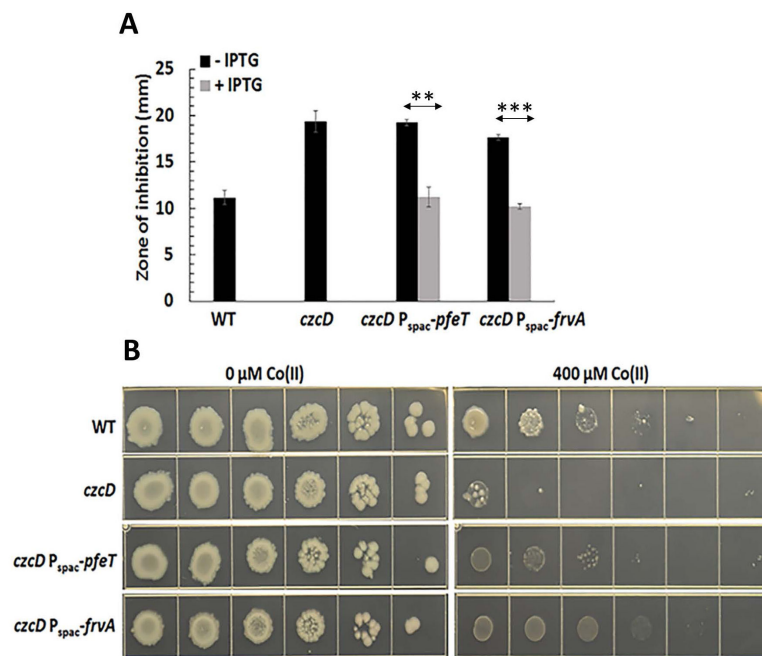 A
- IPTG
+ IPTG
Zone of inhibition (mm)
25
20
15
10
5
0
**
***
WT
czcD
czcD Pspac-pfeT
czcD Pspac-frvA
B
0 µM Co(II)
400 µM Co(II)
WT
czcD
czcD Pspac-pfeT
czcD Pspac-frvA